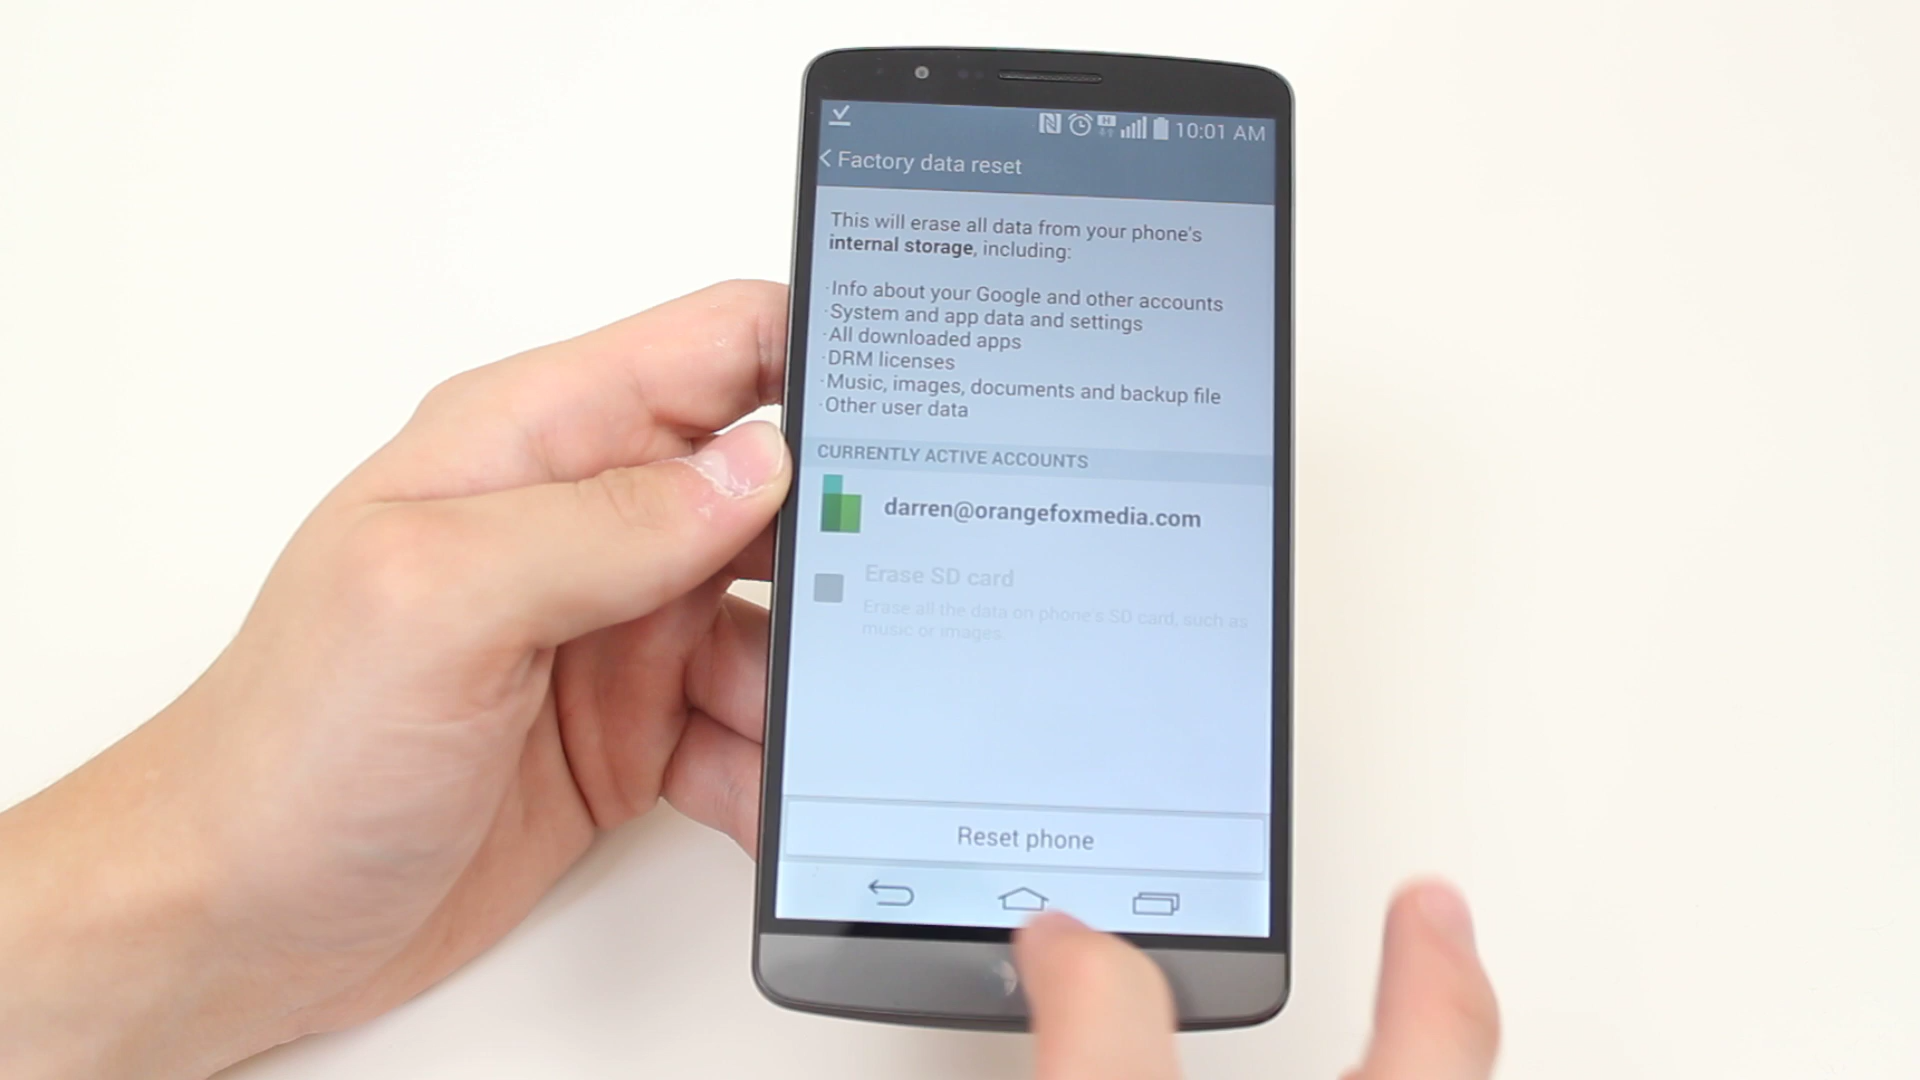 10:01 AM
Factory data reset
This will erase all data from your phone's
internal storage, including:
·Info about your Google and other accounts
·System and app data and settings
·All downloaded apps
·DRM licenses
·Music, images, documents and backup file
·Other user data
CURRENTLY ACTIVE ACCOUNTS
darren@orangefoxmedia.com
Erase SD card
Erase all the data on phone's SD card, such as
music or images.
Reset phone